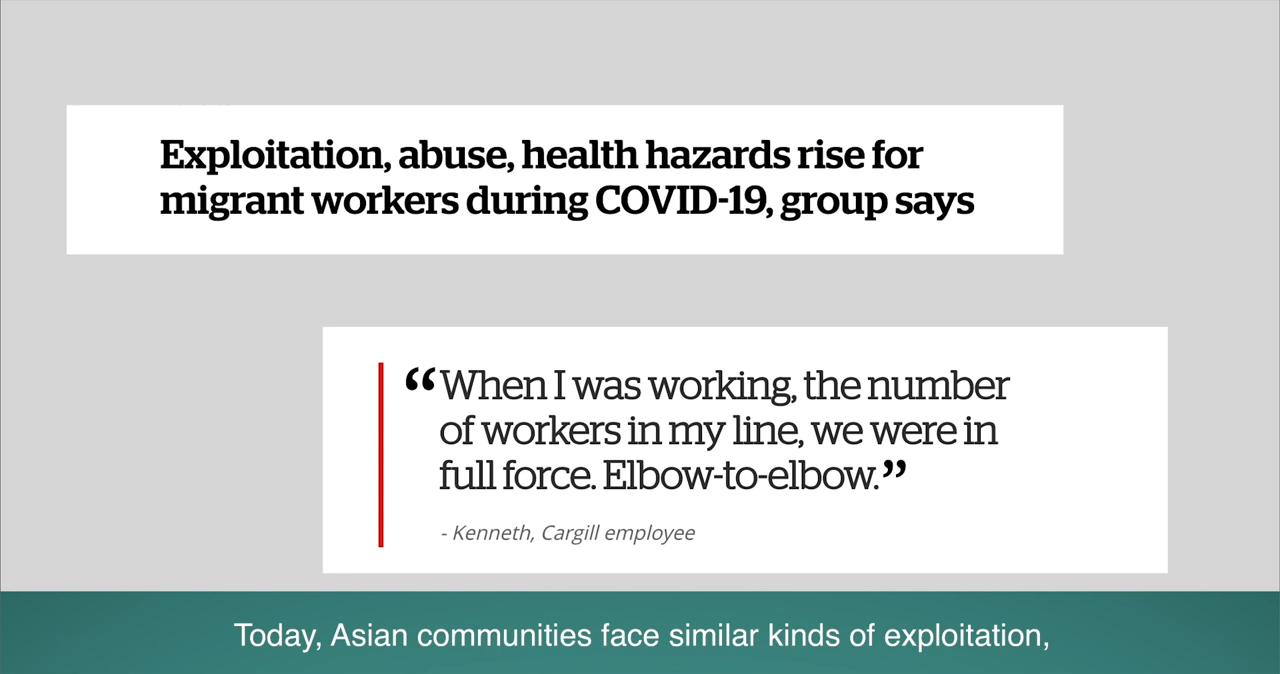 Exploitation, abuse, health hazards rise for
migrant workers during COVID-19, group says
“When I was working, the number
of workers in my line, we were in
full force. Elbow-to-elbow.”
- Kenneth, Cargill employee
Today, Asian communities face similar kinds of exploitation,